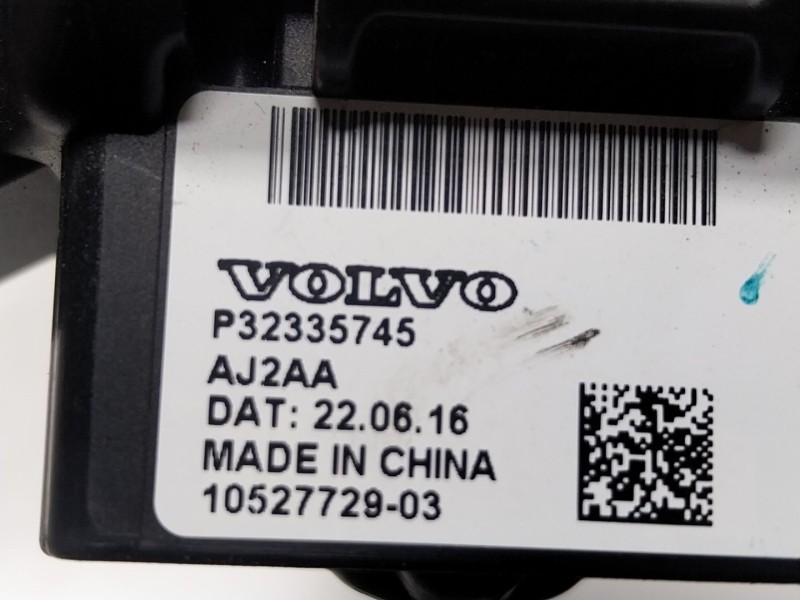 VOLVO
P32335745
AJ2AA
DAT: 22.06.16
MADE IN CHINA
10527729-03